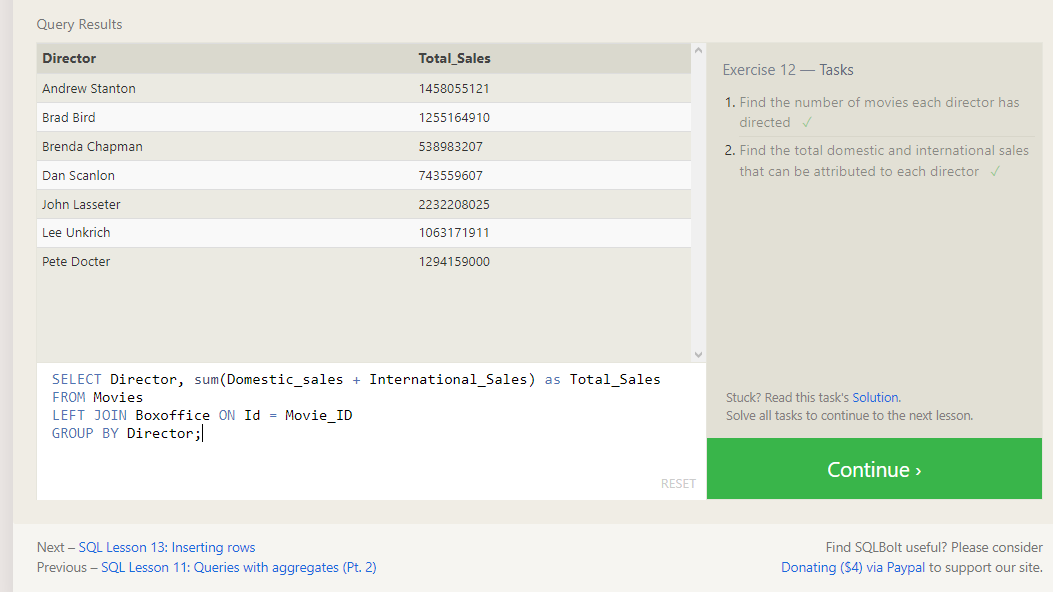 Query Results
Director Total_Sales
Andrew Stanton 1458055121
Brad Bird 1255164910
Brenda Chapman 538983207
Dan Scanlon 743559607
John Lasseter 2232208025
Lee Unkrich 1063171911
Pete Docter 1294159000
SELECT Director, sum(Domestic_sales + International_Sales) as Total_Sales
FROM Movies
LEFT JOIN Boxoffice ON Id = Movie_ID
GROUP BY Director;
RESET
Exercise 12 — Tasks
1. Find the number of movies each director has
directed ✓
2. Find the total domestic and international sales
that can be attributed to each director ✓
Stuck? Read this task's Solution.
Solve all tasks to continue to the next lesson.
Continue ›
Next – SQL Lesson 13: Inserting rows
Previous – SQL Lesson 11: Queries with aggregates (Pt. 2)
Find SQLBolt useful? Please consider
Donating ($4) via Paypal to support our site.